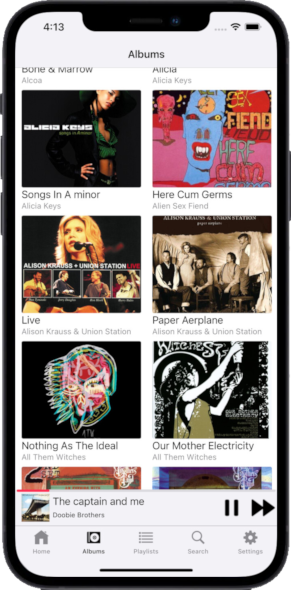 4:13
Albums
Bone & Marrow
Alicia
Alcoa
Alicia Keys
ALICIA KEYS
songs in A minor
FIEND
HERE
CUM
GERMS
Songs In A minor
Here Cum Germs
Alicia Keys
Alien Sex Fiend
ALISON KRAUSS + UNION STATION LIVE
ALISON KRAUSS & UNION STATION
paper airplane
Live
Paper Aerplane
Alison Krauss & Union Station
Alison Krauss & Union Station
ATW
WITCHES
Nothing As The Ideal
Our Mother Electricity
All Them Witches
All Them Witches
The captain and me
Doobie Brothers
Home
Albums
Playlists
Search
Settings